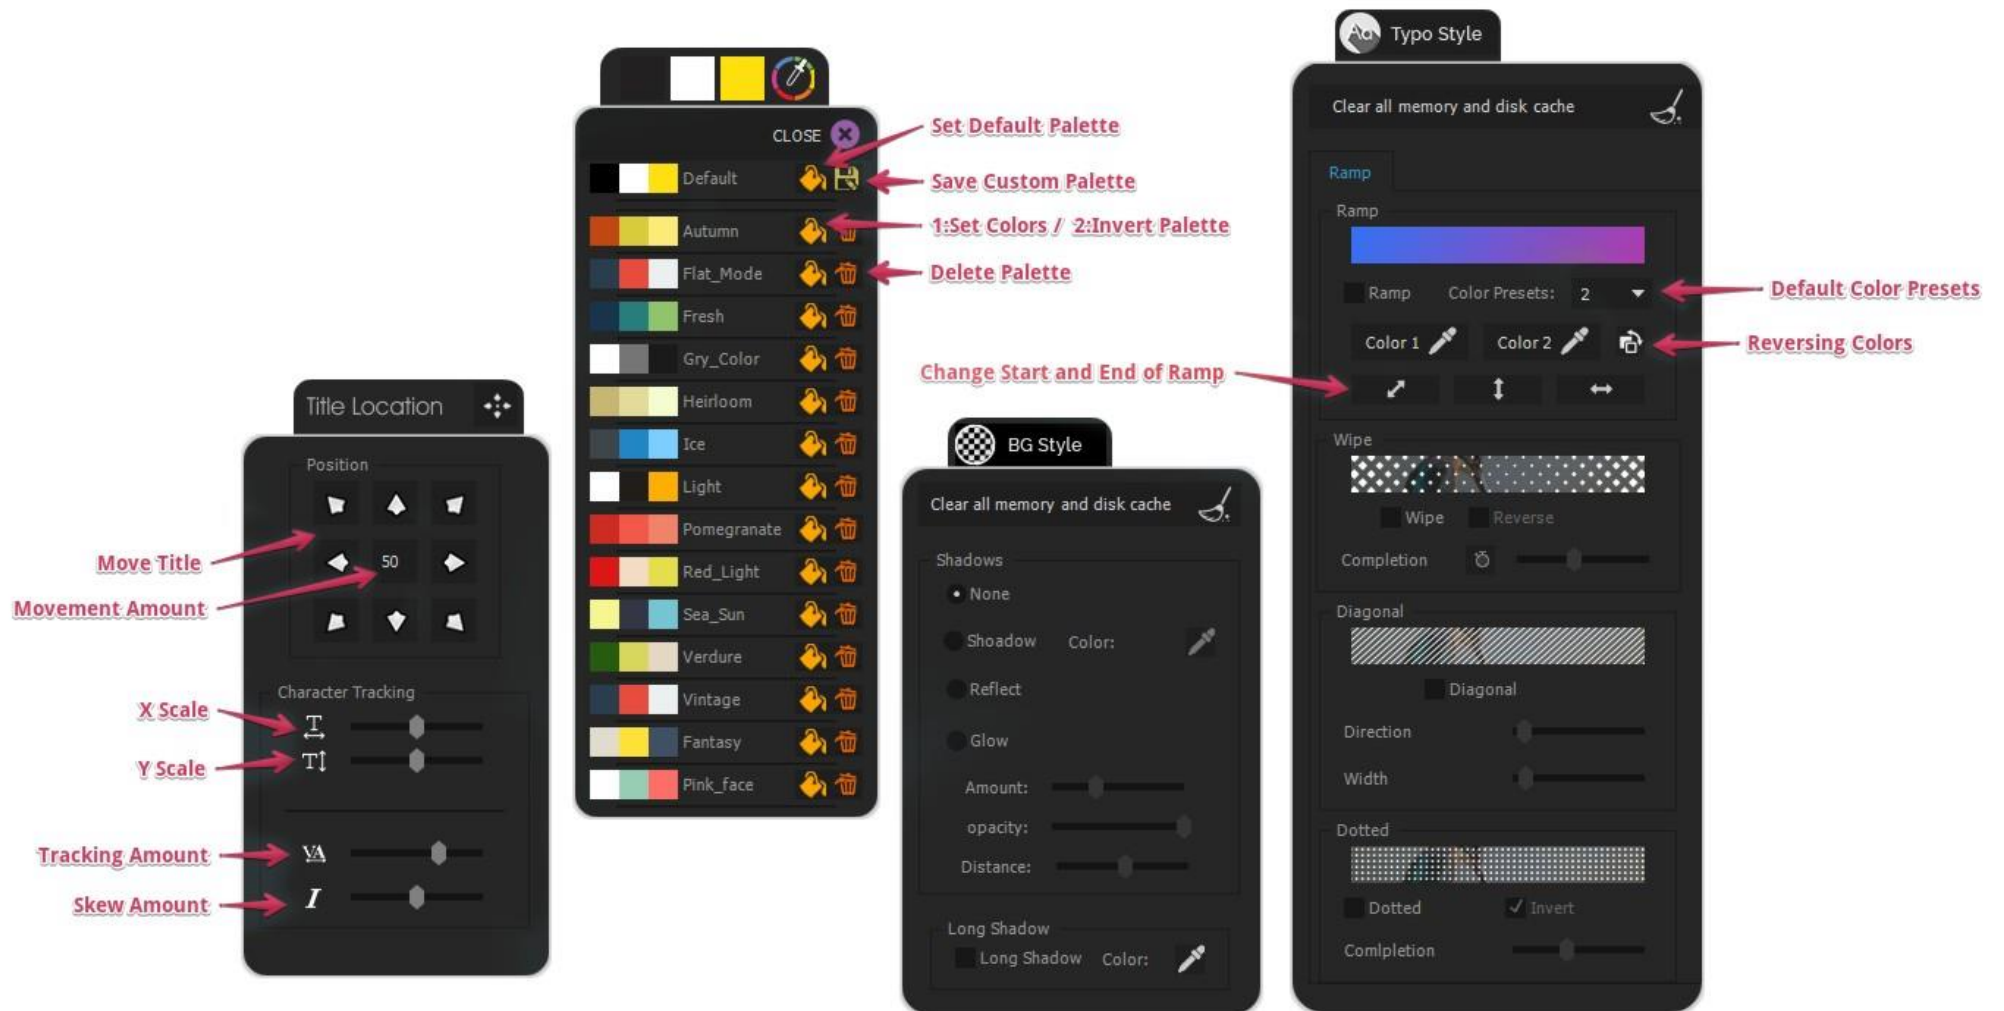 Title Location
Position
50
Move Title
Movement Amount
Character Tracking
X Scale
T
Y Scale
T
Tracking Amount
VA
Skew Amount
I
CLOSE
Set Default Palette
Default
Save Custom Palette
Autumn
1:Set Colors / 2:Invert Palette
Flat_Mode
Delete Palette
Fresh
Gry_Color
Heirloom
Ice
Light
Pomegranate
Red_Light
Sea_Sun
Verdure
Vintage
Fantasy
Pink_face
BG Style
Clear all memory and disk cache
Shadows
None
Shoadow Color:
Reflect
Glow
Amount:
opacity:
Distance:
Long Shadow
Long Shadow Color:
Aa Typo Style
Clear all memory and disk cache
Ramp
Ramp
Ramp Color Presets: 2
Default Color Presets
Color 1 Color 2
Reversing Colors
Change Start and End of Ramp
Wipe
Wipe Reverse
Completion
Diagonal
Diagonal
Direction
Width
Dotted
Dotted Invert
Comlpletion